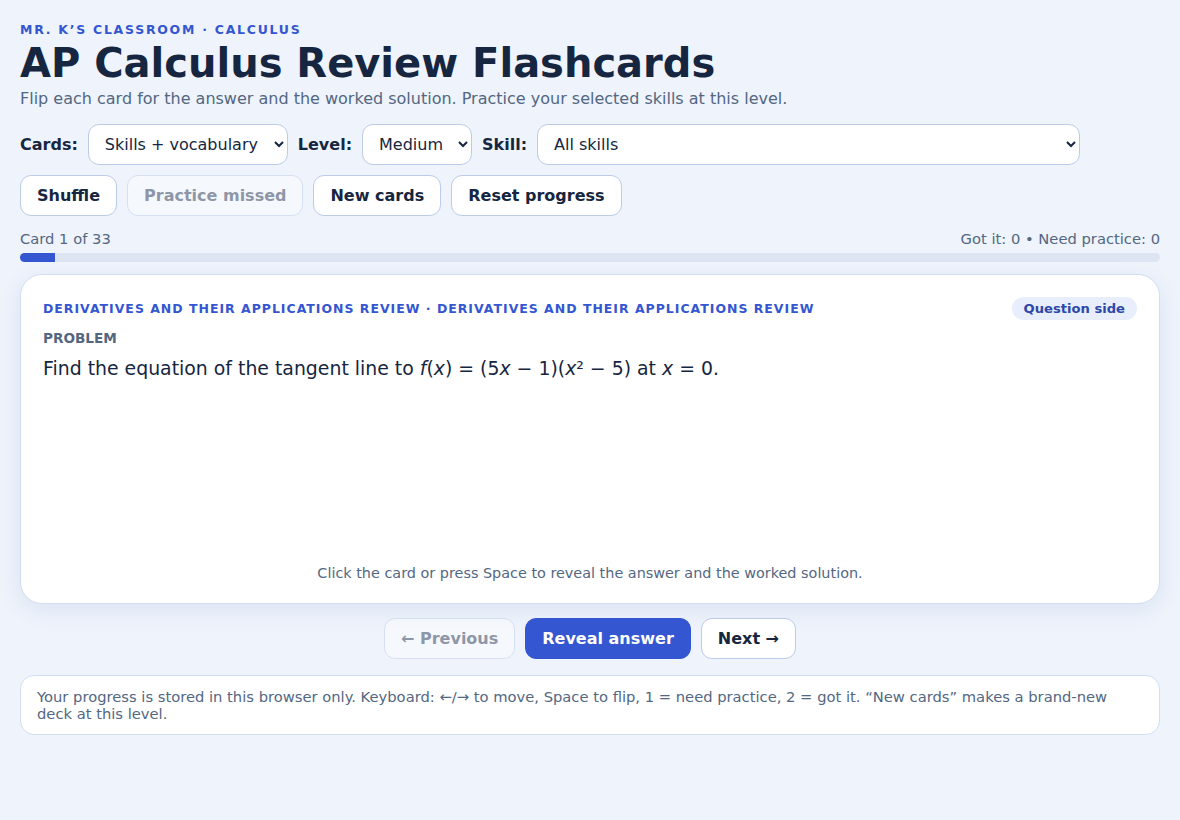 MR. K’S CLASSROOM · CALCULUS
AP Calculus Review Flashcards
Flip each card for the answer and the worked solution. Practice your selected skills at this level.
Cards: Skills + vocabulary Level: Medium Skill: All skills
Shuffle Practice missed New cards Reset progress
Card 1 of 33 Got it: 0 • Need practice: 0
DERIVATIVES AND THEIR APPLICATIONS REVIEW · DERIVATIVES AND THEIR APPLICATIONS REVIEW Question side
PROBLEM
Find the equation of the tangent line to f(x) = (5x − 1)(x² − 5) at x = 0.
Click the card or press Space to reveal the answer and the worked solution.
← Previous Reveal answer Next →
Your progress is stored in this browser only. Keyboard: ←/→ to move, Space to flip, 1 = need practice, 2 = got it. “New cards” makes a brand-new
deck at this level.